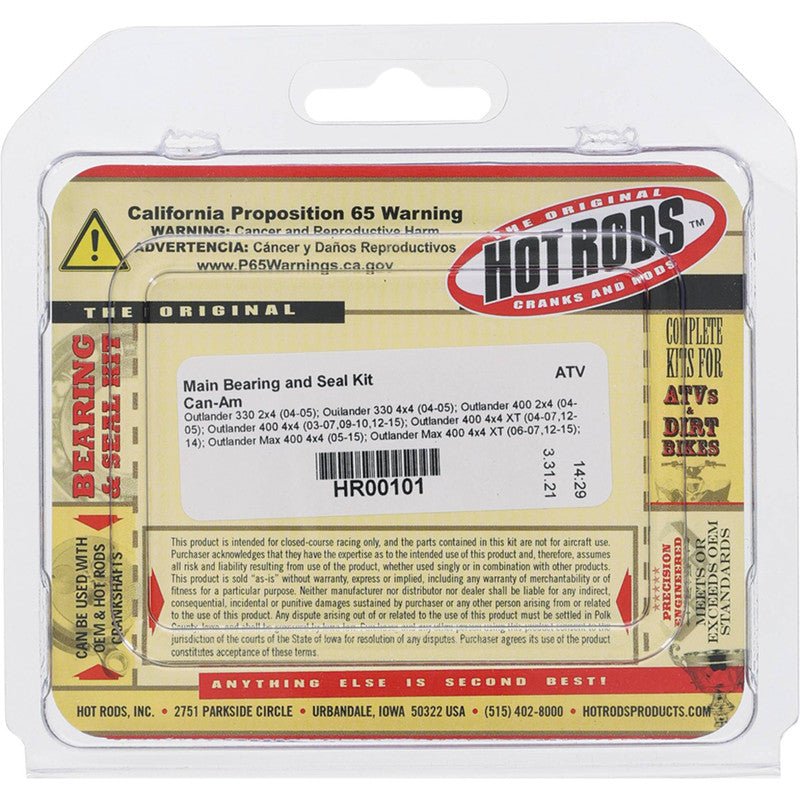 California Proposition 65 Warning
WARNING: Cancer and Reproductive Harm
ADVERTENCIA: Cáncer y Daños Reproductivos
www.P65Warnings.ca.gov
THE ORIGINAL
HOT RODS™
CRANKS AND RODS
THE ORIGINAL
BEARING
& SEAL KIT
COMPLETE
KITS FOR
ATVs
&
DIRT
BIKES
Main Bearing and Seal Kit
ATV
Can-Am
Outlander 330 2x4 (04-05); Outlander 330 4x4 (04-05); Outlander 400 2x4 (04-
05); Outlander 400 4x4 (03-07,09-10,12-15); Outlander 400 4x4 XT (04-07,12-
14); Outlander Max 400 4x4 (05-15); Outlander Max 400 4x4 XT (06-07,12-15);
HR00101
3.31.21
14:29
CAN BE USED WITH
OEM & HOT RODS
CRANKSHAFTS
This product is intended for closed-course racing only, and the parts contained in this kit are not for aircraft use.
Purchaser acknowledges that they have the expertise as to the intended use of this product and, therefore, assumes
all risk and liability resulting from use of the product, whether used singly or in combination with other products.
This product is sold "as-is" without warranty, express or implied, including any warranty of merchantability or of
fitness for a particular purpose. Neither manufacturer nor distributor nor dealer shall be liable for any indirect,
consequential, incidental or punitive damages sustained by purchaser or any other person arising from or related
to the use of this product. Any dispute arising out of or related to the use of this product must be settled in Polk
County, Iowa, and shall be governed by Iowa law.
jurisdiction of the courts of the State of Iowa for resolution of any disputes. Purchaser agrees its use of the product
constitutes acceptance of these terms.
PRECISION
ENGINEERED
MEETS OR
EXCEEDS OEM
STANDARDS
ANYTHING ELSE IS SECOND BEST!
HOT RODS, INC. • 2751 PARKSIDE CIRCLE • URBANDALE, IOWA 50322 USA • (515) 402-8000 • HOTRODSPRODUCTS.COM